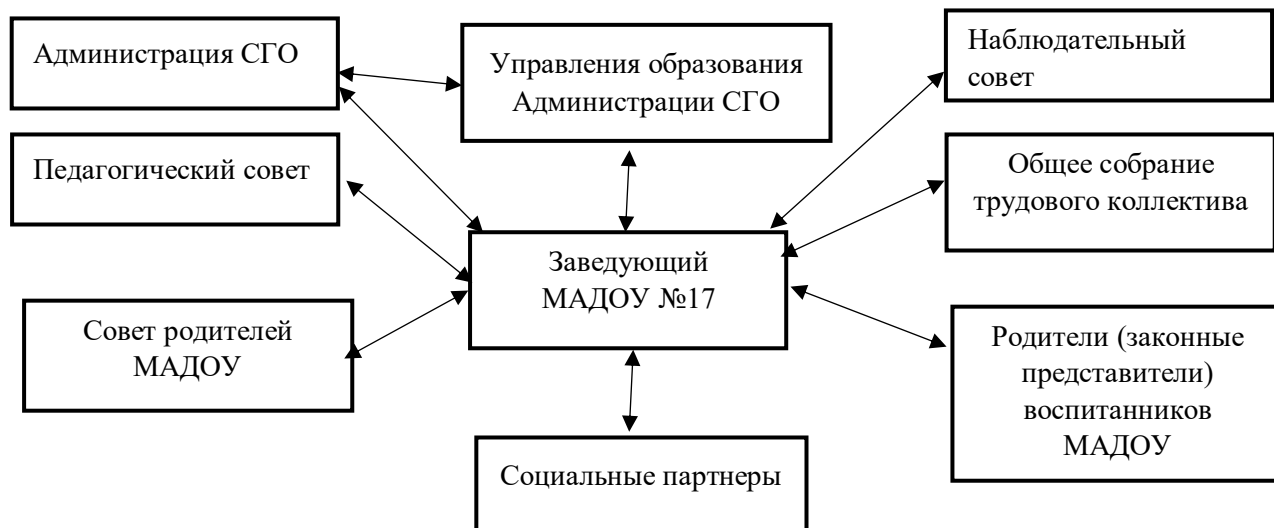 Администрация СГО
Управления образования
Администрации СГО
Наблюдательный
совет
Педагогический совет
Общее собрание
трудового коллектива
Заведующий
МАДОУ №17
Совет родителей
МАДОУ
Родители (законные
представители)
воспитанников
МАДОУ
Социальные партнеры